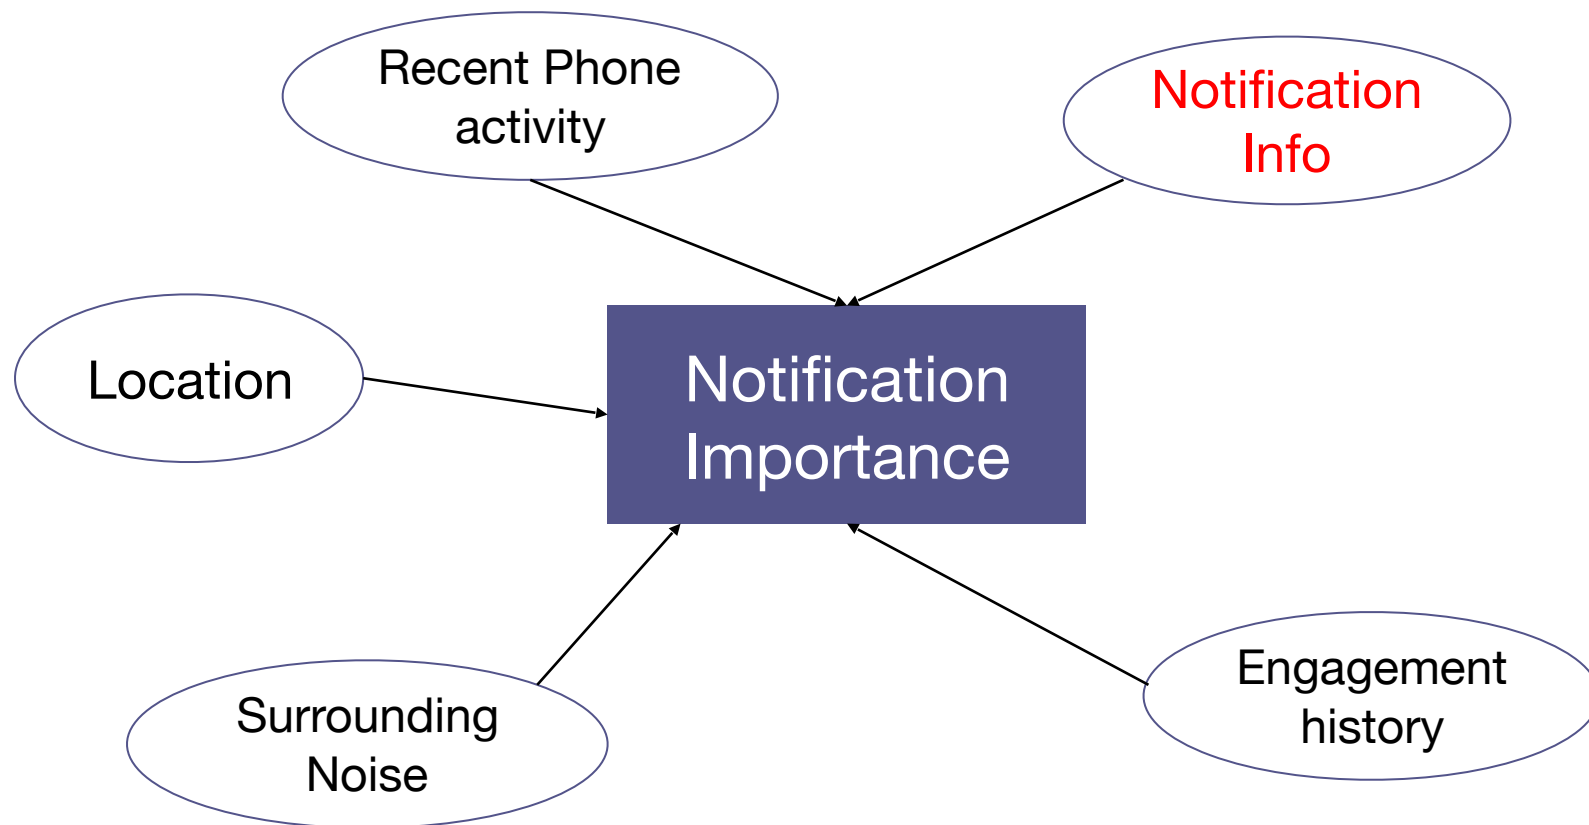 Recent Phone
activity
Notification
Info
Location
Notification
Importance
Surrounding
Noise
Engagement
history